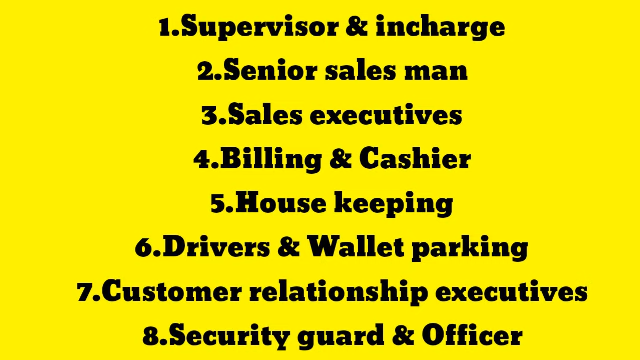 1.Supervisor & incharge
2.Senior sales man
3.Sales executives
4.Billing & Cashier
5.House keeping
6.Drivers & Wallet parking
7.Customer relationship executives
8.Security guard & Officer